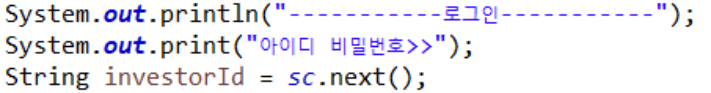 System.out.println("-----------로그인-----------");
System.out.print("아이디 비밀번호>>");
String investorId = sc.next();